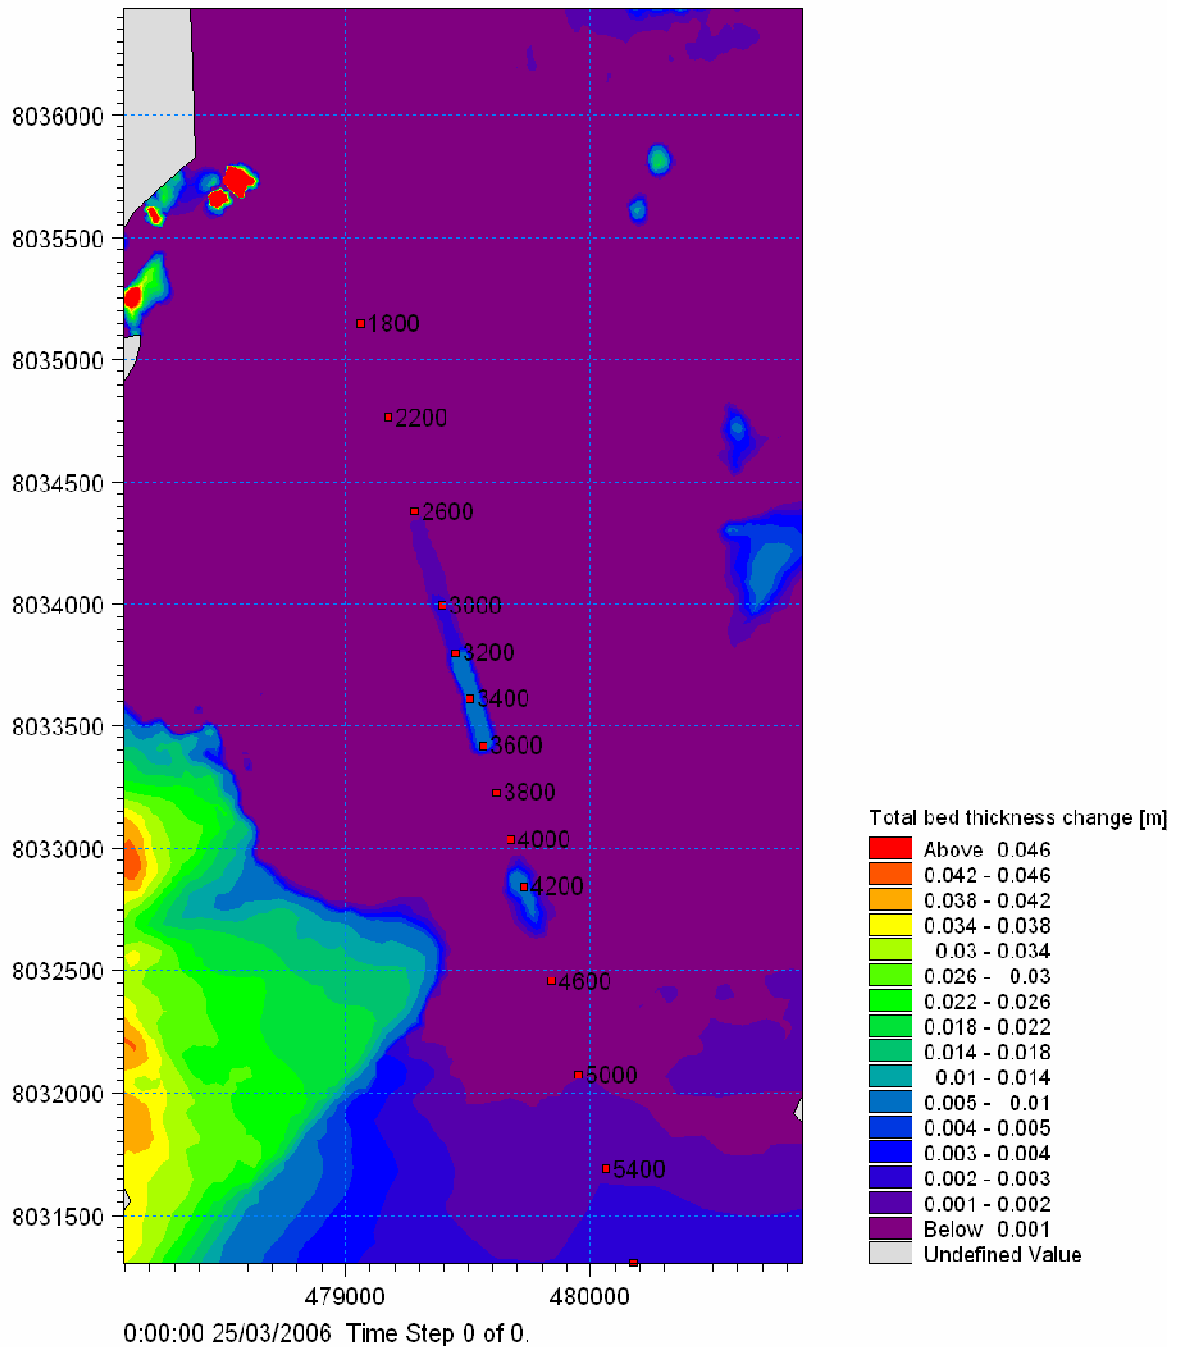 8036000
8035500
1800
8035000
2200
8034500
2600
8034000
3000
3200
3400
8033500
3600
3800
4000
8033000
4200
8032500
4600
5000
8032000
5400
8031500
479000 480000
0:00:00 25/03/2006 Time Step 0 of 0.
Total bed thickness change [m]
Above 0.046
0.042 - 0.046
0.038 - 0.042
0.034 - 0.038
0.03 - 0.034
0.026 - 0.03
0.022 - 0.026
0.018 - 0.022
0.014 - 0.018
0.01 - 0.014
0.005 - 0.01
0.004 - 0.005
0.003 - 0.004
0.002 - 0.003
0.001 - 0.002
Below 0.001
Undefined Value